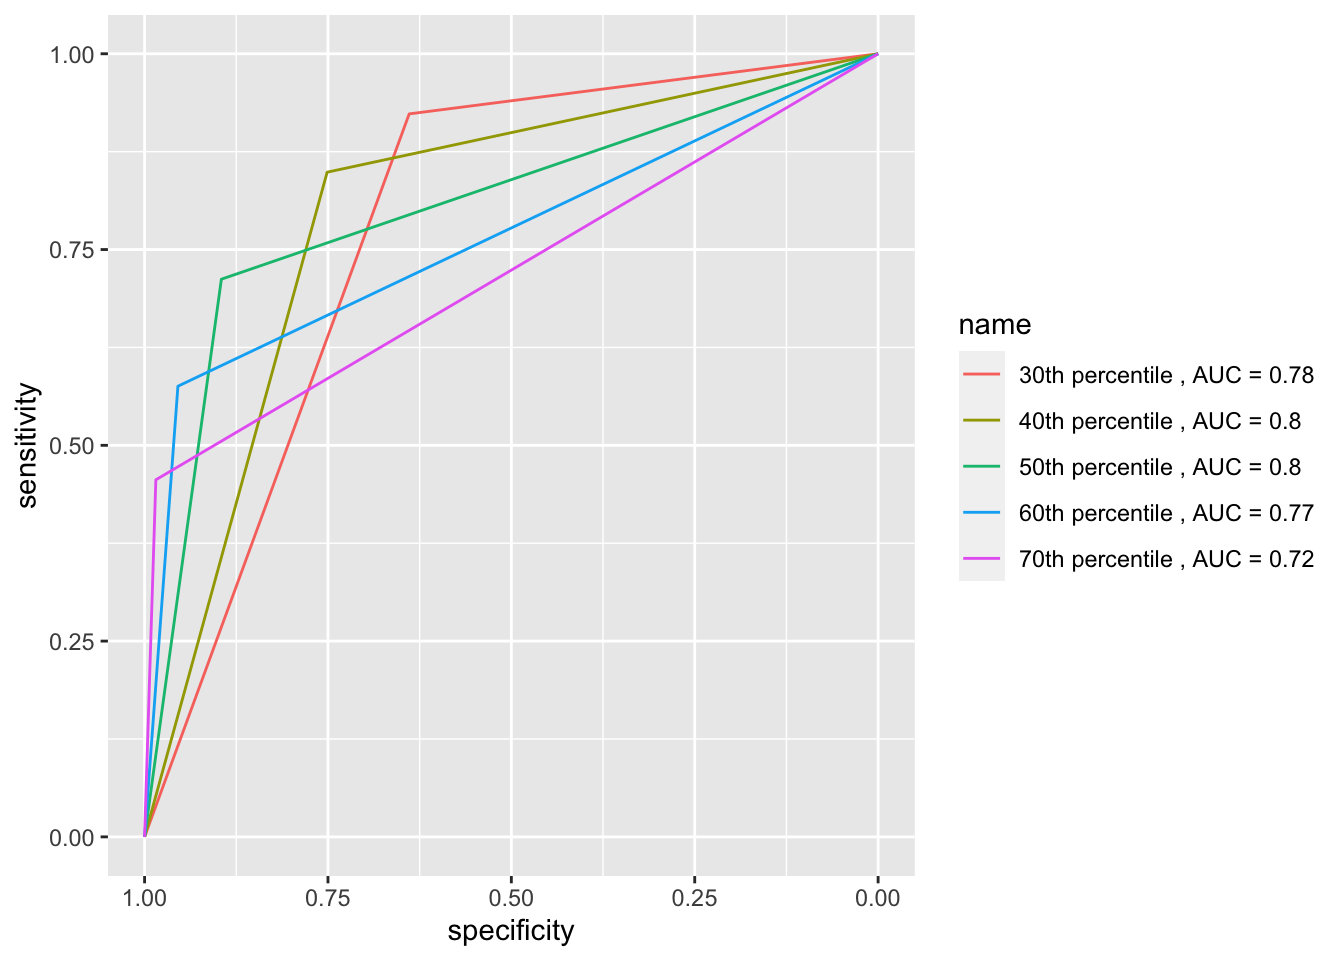 1.00
0.75
0.50
0.25
0.00
sensitivity
1.00 0.75 0.50 0.25 0.00
specificity
name
30th percentile , AUC = 0.78
40th percentile , AUC = 0.8
50th percentile , AUC = 0.8
60th percentile , AUC = 0.77
70th percentile , AUC = 0.72